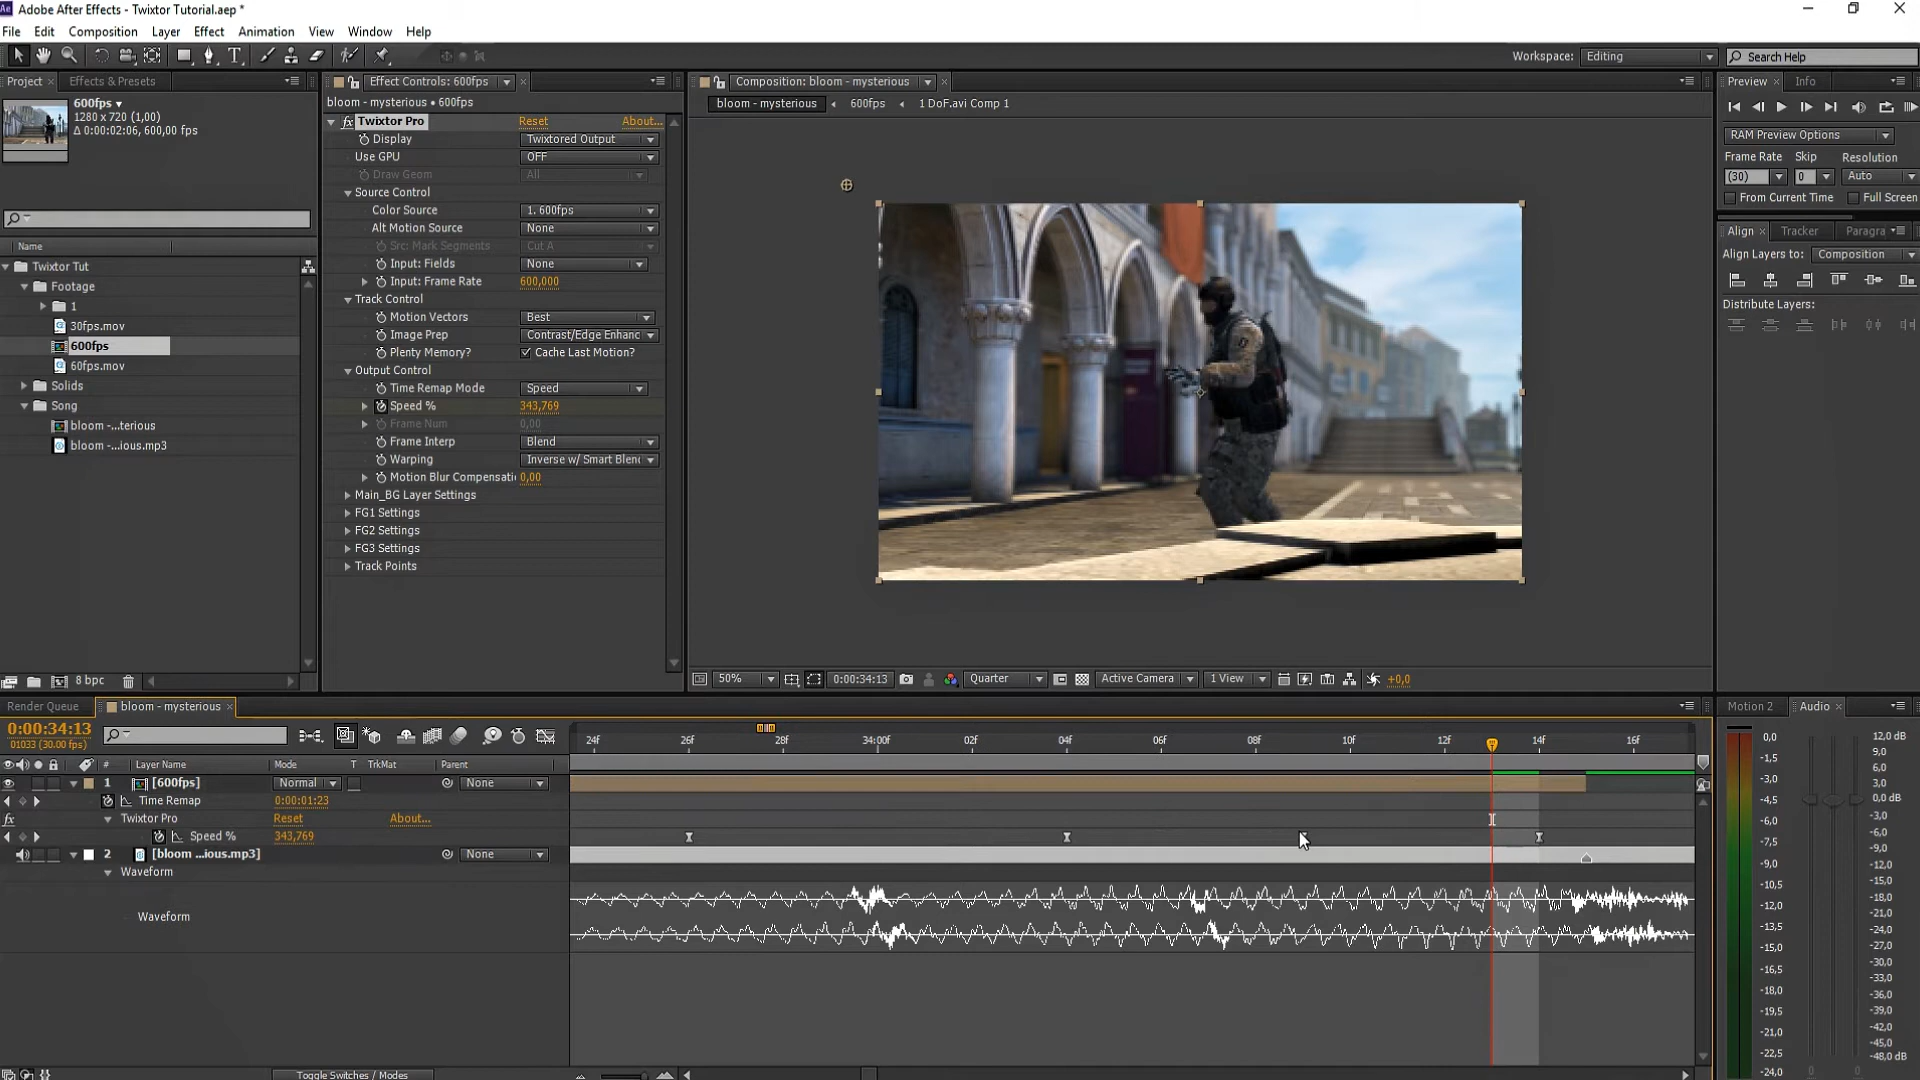 Adobe After Effects - Twixtor Tutorial.aep *
File Edit Composition Layer Effect Animation View Window Help
Workspace: Editing Search Help
Project Effects & Presets
600fps
1280 x 720 (1,00)
Δ 0:00:02:06, 600,00 fps
Name
Twixtor Tut
Footage
1
30fps.mov
600fps
60fps.mov
Solids
Song
bloom -...terious
bloom -...ious.mp3
8 bpc
Effect Controls: 600fps
bloom - mysterious • 600fps
fx Twixtor Pro Reset About...
Display Twixtored Output
Use GPU OFF
Draw Geom All
Source Control
Color Source 1. 600fps
Alt Motion Source None
Src: Mark Segments Cut A
Input: Fields None
Input: Frame Rate 600,000
Track Control
Motion Vectors Best
Image Prep Contrast/Edge Enhanc
Plenty Memory? Cache Last Motion?
Output Control
Time Remap Mode Speed
Speed % 343,769
Frame Num 0,00
Frame Interp Blend
Warping Inverse w/ Smart Blend
Motion Blur Compensati 0,00
Main_BG Layer Settings
FG1 Settings
FG2 Settings
FG3 Settings
Track Points
Composition: bloom - mysterious
bloom - mysterious 600fps 1 DoF.avi Comp 1
50% 0:00:34:13 Quarter Active Camera 1 View +0,0
Preview Info
RAM Preview Options
Frame Rate Skip Resolution
(30) 0 Auto
From Current Time Full Screen
Align Tracker Paragra
Align Layers to: Composition
Distribute Layers:
Render Queue bloom - mysterious
0:00:34:13
01033 (30.00 fps)
24f 26f 28f 34:00f 02f 04f 06f 08f 10f 12f 14f 16f
# Layer Name Mode T TrkMat Parent
1 [600fps] Normal None
Time Remap 0:00:01:23
fx Twixtor Pro Reset About...
Speed % 343,769
2 [bloom ...ious.mp3] None
Waveform
Waveform
Toggle Switches / Modes
Motion 2 Audio
0,0
-1,5
-3,0
-4,5
-6,0
-7,5
-9,0
-10,5
-12,0
-13,5
-15,0
-16,5
-18,0
-19,5
-21,0
-22,5
-24,0
12,0 dB
9,0
6,0
3,0
0,0 dB
-3,0
-6,0
-9,0
-12,0
-15,0
-18,0
-21,0
-24,0
-27,0
-30,0
-33,0
-36,0
-39,0
-42,0
-45,0
-48,0 dB
0 0